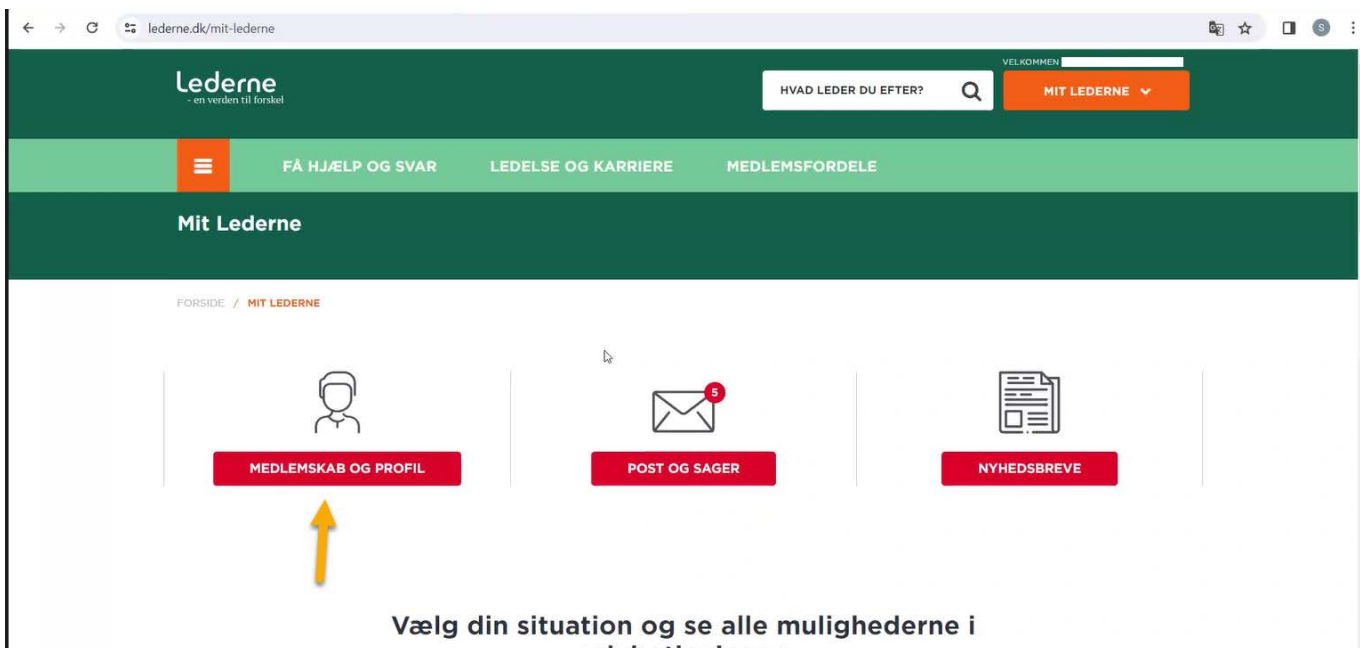 lederne.dk/mit-lederne
S
Lederne
- en verden til forskel
HVAD LEDER DU EFTER?
VELKOMMEN
MIT LEDERNE
FÅ HJÆLP OG SVAR LEDELSE OG KARRIERE MEDLEMSFORDELE
Mit Lederne
FORSIDE / MIT LEDERNE
5
MEDLEMSKAB OG PROFIL POST OG SAGER NYHEDSBREVE
Vælg din situation og se alle mulighederne i